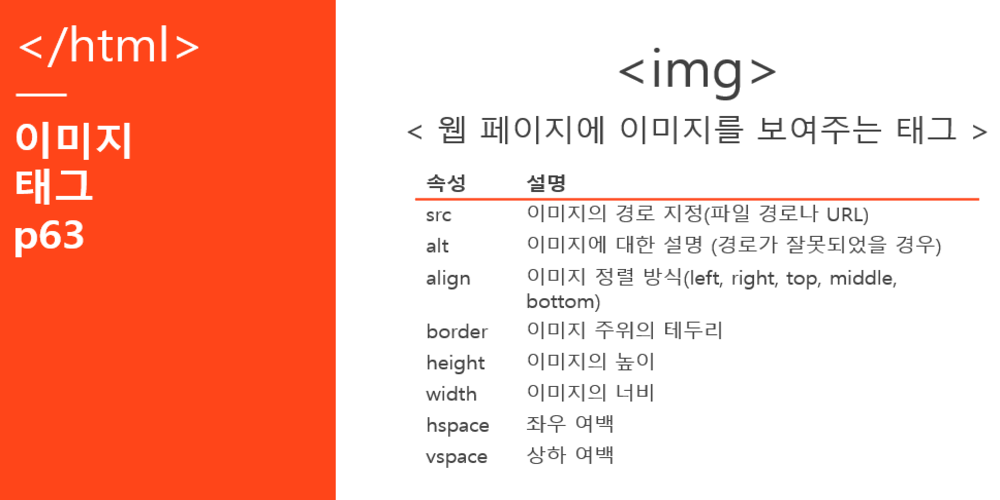 </html>
이미지
태그
p63
<img>
< 웹 페이지에 이미지를 보여주는 태그 >
속성 설명
src 이미지의 경로 지정(파일 경로나 URL)
alt 이미지에 대한 설명 (경로가 잘못되었을 경우)
align 이미지 정렬 방식(left, right, top, middle,
bottom)
border 이미지 주위의 테두리
height 이미지의 높이
width 이미지의 너비
hspace 좌우 여백
vspace 상하 여백